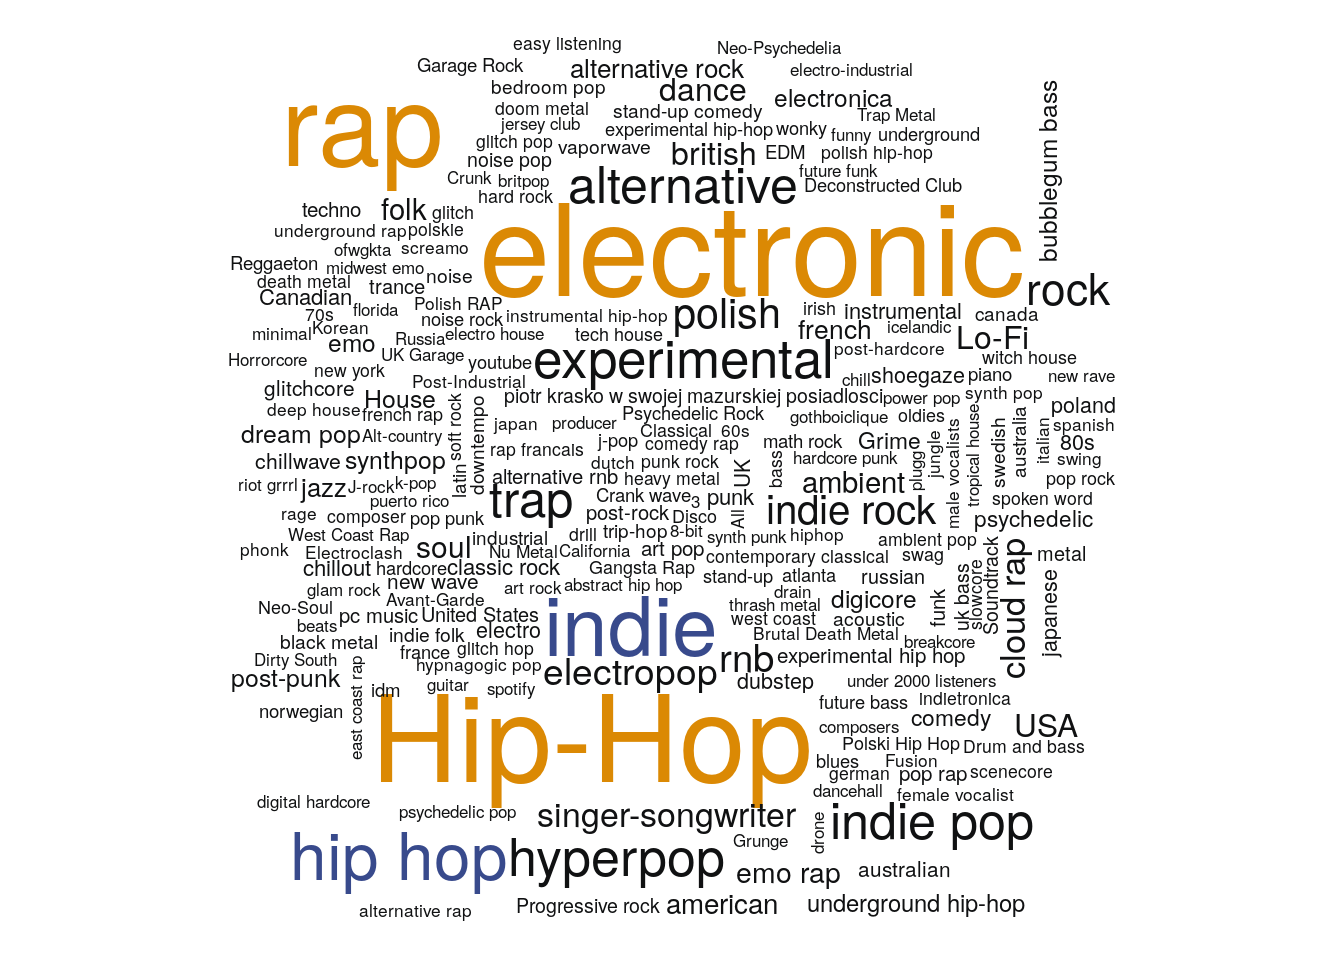 easy listening
Neo-Psychedelia
Garage Rock
alternative rock
electro-industrial
bedroom pop
dance
electronica
rap
doom metal
stand-up comedy
Trap Metal
bubblegum bass
jersey club
experimental hip-hop
wonky
funny
underground
glitch pop
vaporwave
british
EDM
polish hip-hop
noise pop
future funk
Crunk
britpop
alternative
Deconstructed Club
hard rock
techno
folk
glitch
electronic
underground rap
polskie
ofwgkta
screamo
Reggaeton
midwest emo
noise
death metal
trance
rock
Canadian
Polish RAP
70s
florida
noise rock
instrumental hip-hop
polish
irish
instrumental
canada
minimal
Korean
Russia
electro house
tech house
french
icelandic
Lo-Fi
emo
UK Garage
youtube
experimental
post-hardcore
witch house
Horrorcore
new york
Post-Industrial
chill
shoegaze
piano
new rave
glitchcore
House
soft rock
downtempo
piotr krasko w swojej mazurskiej posiadlosci
power pop
synth pop
poland
deep house
french rap
Psychedelic Rock
gothboiclique
oldies
tropical house
japan
producer
Classical
60s
spanish
dream pop
Alt-country
rap francais
j-pop
comedy rap
math rock
Grime
jungle
male vocalists
swedish
australia
italian
80s
chillwave
synthpop
dutch
punk rock
hardcore punk
swing
latin
alternative rnb
heavy metal
UK
bass
ambient
plugg
pop rock
riot grrrl
jazz
J-rock
k-pop
trap
Crank wave
3
punk
indie rock
spoken word
puerto rico
post-rock
Disco
All
psychedelic
rage
composer
pop punk
West Coast Rap
industrial
drill
trip-hop
8-bit
synth punk
hiphop
ambient pop
phonk
Electroclash
soul
Nu Metal
California
art pop
contemporary classical
swag
Soundtrack
cloud rap
metal
chillout
hardcore
classic rock
Gangsta Rap
stand-up
atlanta
russian
uk bass
slowcore
japanese
glam rock
new wave
art rock
abstract hip hop
drain
funk
Neo-Soul
Avant-Garde
indie
thrash metal
digicore
beats
pc music
United States
west coast
acoustic
black metal
indie folk
electro
Brutal Death Metal
breakcore
Dirty South
france
glitch hop
rnb
experimental hip hop
post-punk
east coast rap
hypnagogic pop
electropop
dubstep
under 2000 listeners
idm
guitar
spotify
future bass
indietronica
norwegian
Hip-Hop
composers
comedy
USA
Polski Hip Hop
Drum and bass
blues
Fusion
german
pop rap
scenecore
dancehall
female vocalist
digital hardcore
psychedelic pop
singer-songwriter
drone
indie pop
hip hop
hyperpop
Grunge
emo rap
australian
alternative rap
Progressive rock
american
underground hip-hop